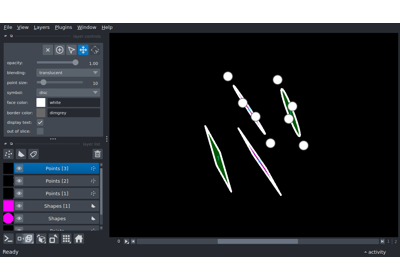 File View Layers Plugins Window Help
opacity: 1.00
blending: translucent
point size: 10
symbol: disc
face color: white
border color: dimgrey
display text:
out of slice:
Points [3]
Points [2]
Points [1]
Shapes [1]
Shapes
Ready
activity